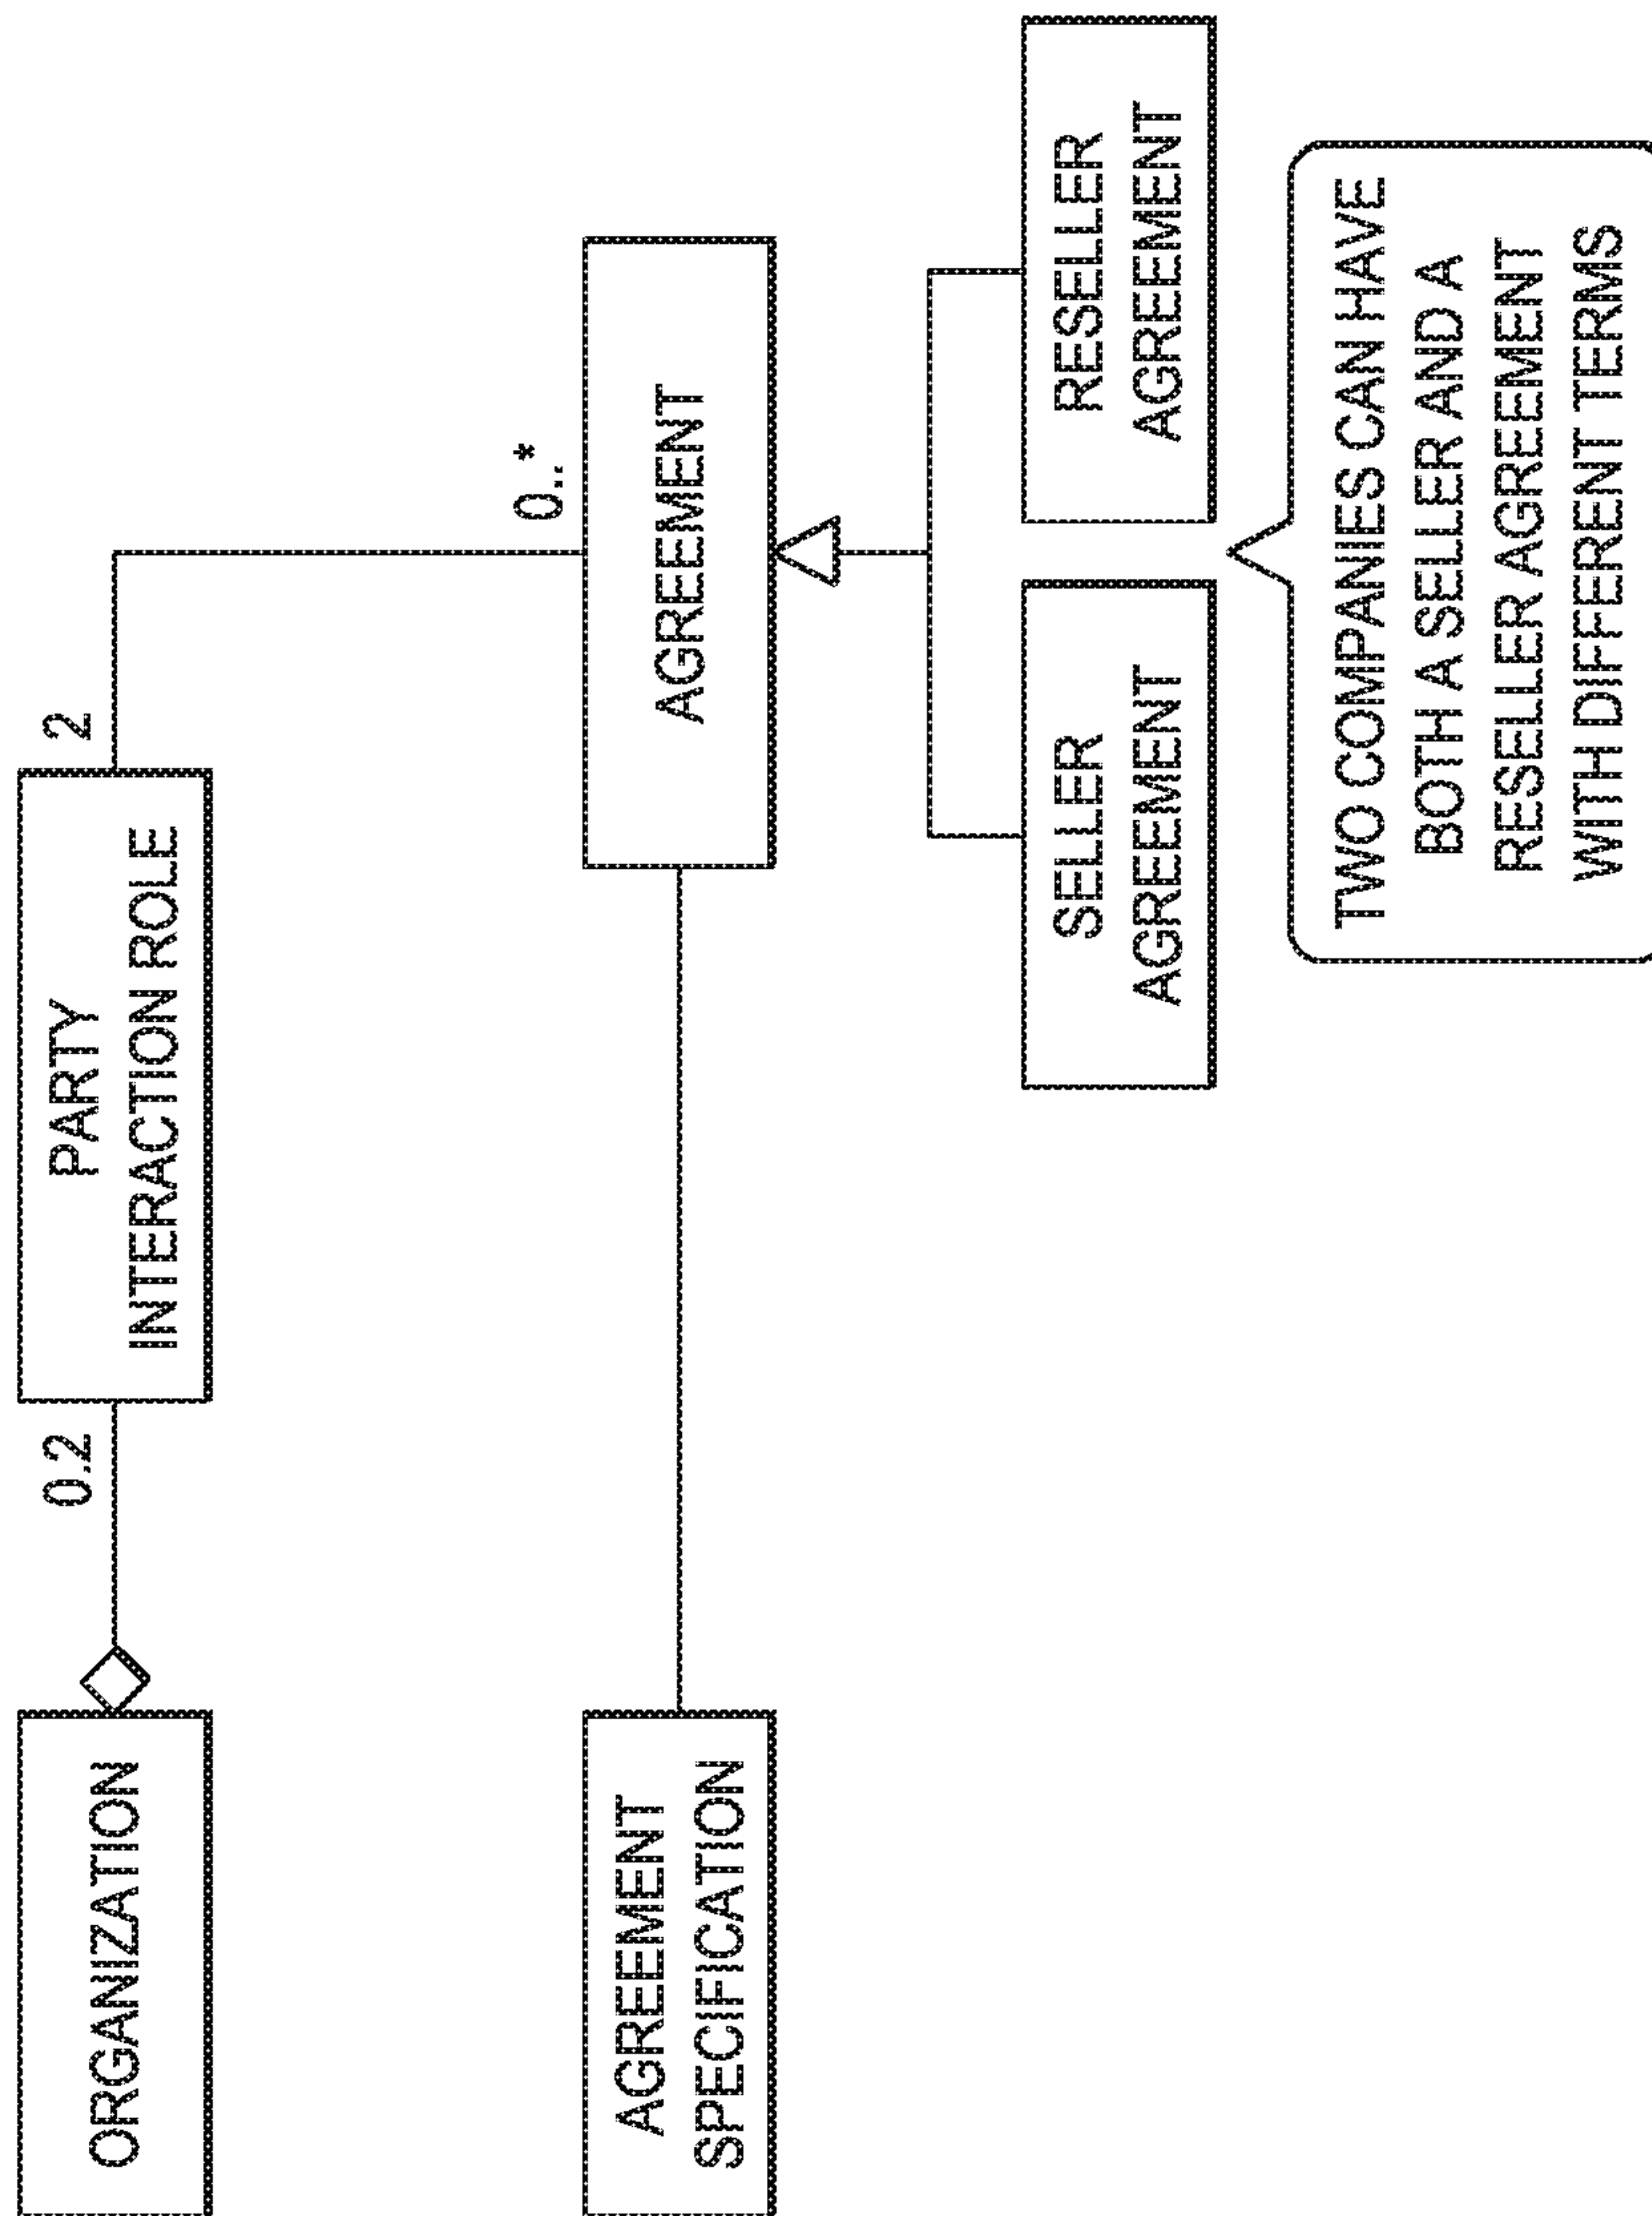 ORGANIZATION
0.2
PARTY
INTERACTION ROLE
2
AGREEMENT
SPECIFICATION
AGREEMENT
0..*
SELLER
AGREEMENT
RESELLER
AGREEMENT
TWO COMPANIES CAN HAVE
BOTH A SELLER AND A
RESELLER AGREEMENT
WITH DIFFERENT TERMS